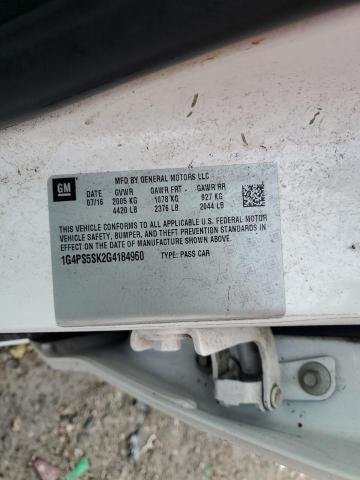 GM
MFD BY GENERAL MOTORS LLC
DATE GVWR GAWR FRT GAWR RR
07/16 2005 KG 1078 KG 927 KG
4420 LB 2376 LB 2044 LB
THIS VEHICLE CONFORMS TO ALL APPLICABLE U.S. FEDERAL MOTOR
VEHICLE SAFETY, BUMPER, AND THEFT PREVENTION STANDARDS IN
EFFECT ON THE DATE OF MANUFACTURE SHOWN ABOVE.
1G4PS5SK2G4184960 TYPE: PASS CAR